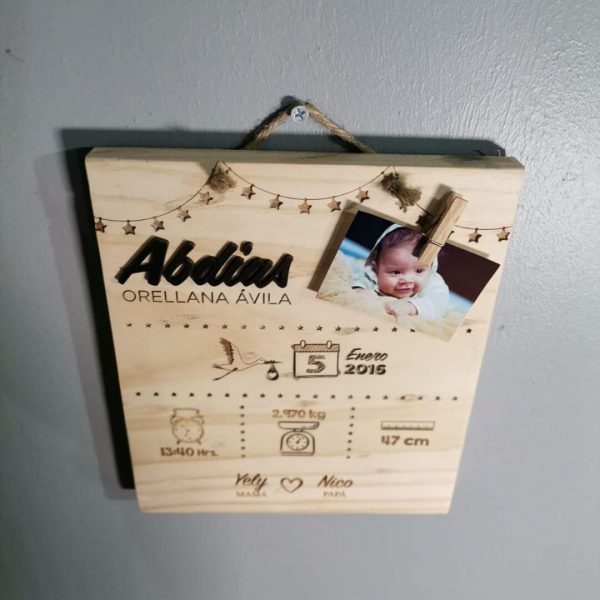 Abdias
ORELLANA ÁVILA
5 Enero
2016
13:40 Hrs.
2.970 kg
47 cm
Yely Nico
MAMÁ PAPÁ